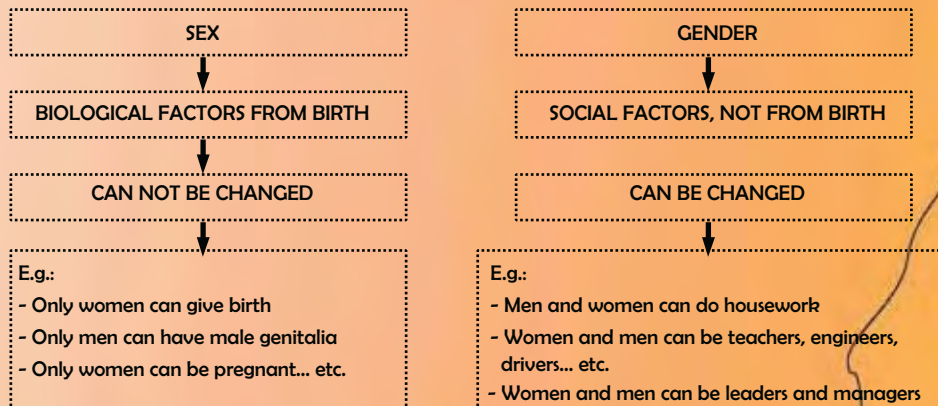 SEX
BIOLOGICAL FACTORS FROM BIRTH
CAN NOT BE CHANGED
E.g.:
- Only women can give birth
- Only men can have male genitalia
- Only women can be pregnant... etc.
GENDER
SOCIAL FACTORS, NOT FROM BIRTH
CAN BE CHANGED
E.g.:
- Men and women can do housework
- Women and men can be teachers, engineers,
drivers... etc.
- Women and men can be leaders and managers